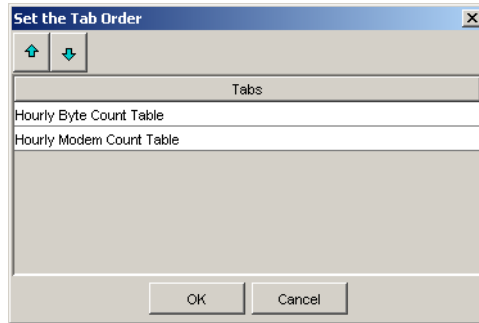 Set the Tab Order
Tabs
Hourly Byte Count Table
Hourly Modem Count Table
OK
Cancel